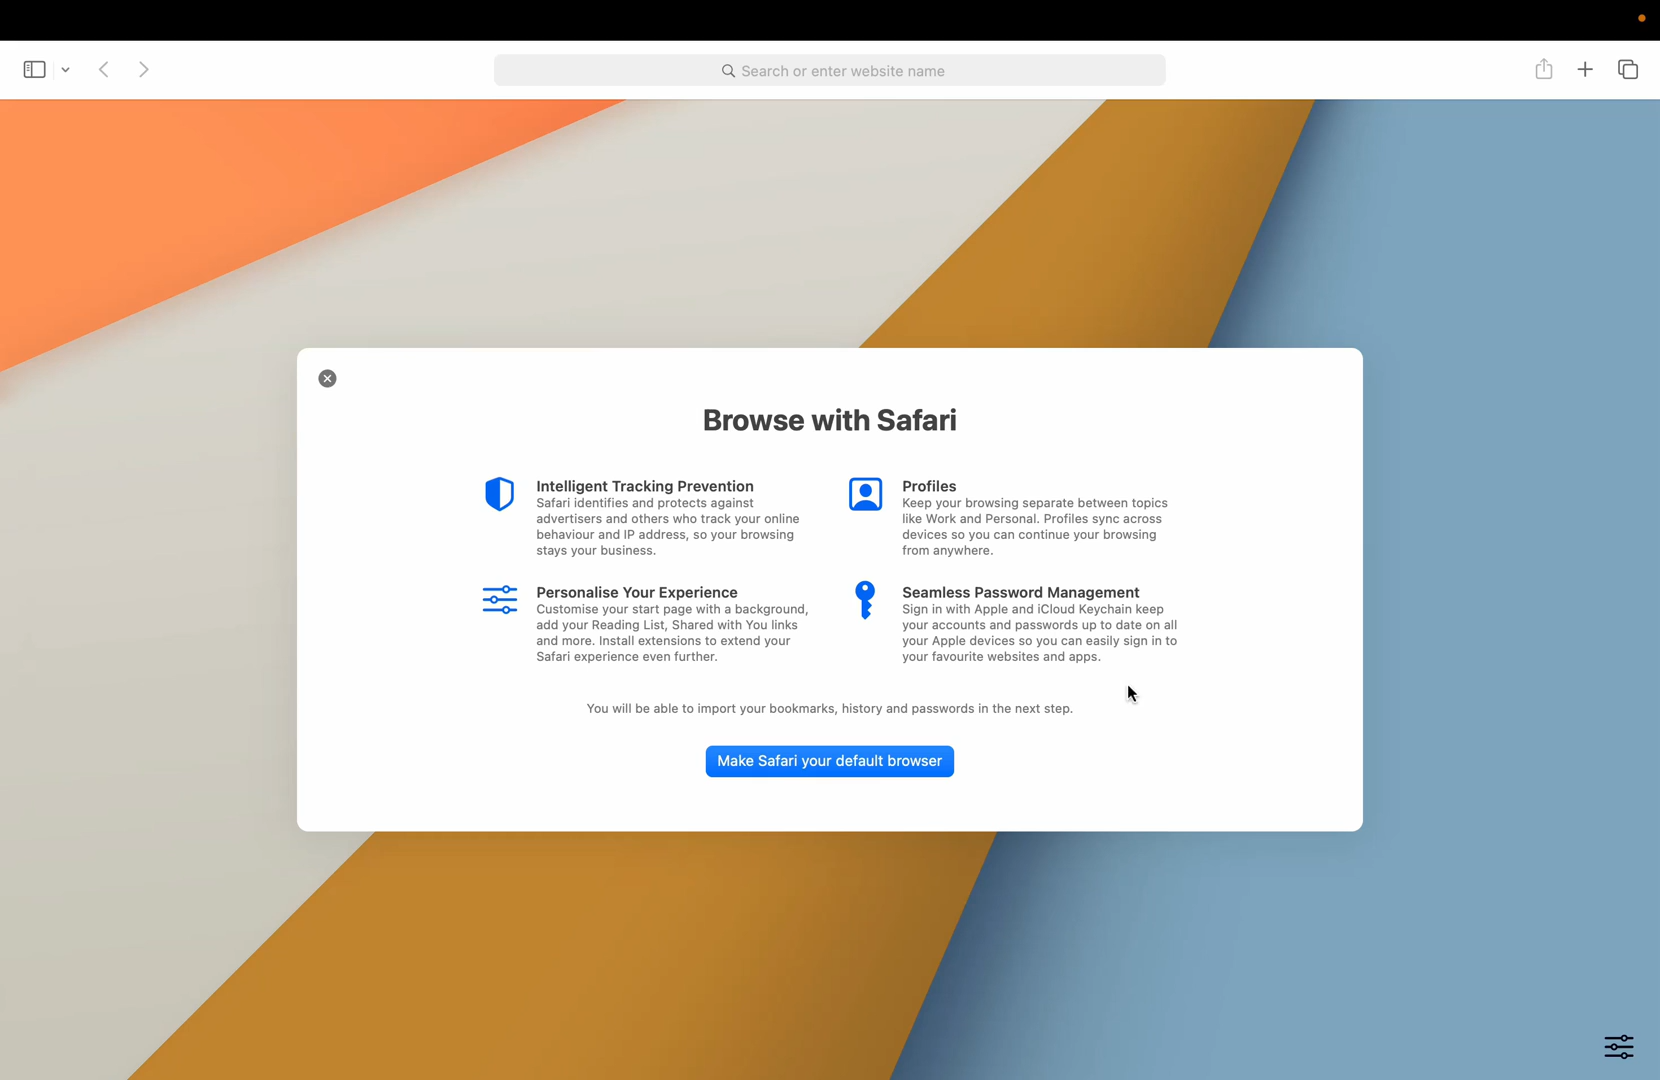 Search or enter website name
Browse with Safari
Intelligent Tracking Prevention
Safari identifies and protects against
advertisers and others who track your online
behaviour and IP address, so your browsing
stays your business.
Profiles
Keep your browsing separate between topics
like Work and Personal. Profiles sync across
devices so you can continue your browsing
from anywhere.
Personalise Your Experience
Customise your start page with a background,
add your Reading List, Shared with You links
and more. Install extensions to extend your
Safari experience even further.
Seamless Password Management
Sign in with Apple and iCloud Keychain keep
your accounts and passwords up to date on all
your Apple devices so you can easily sign in to
your favourite websites and apps.
You will be able to import your bookmarks, history and passwords in the next step.
Make Safari your default browser